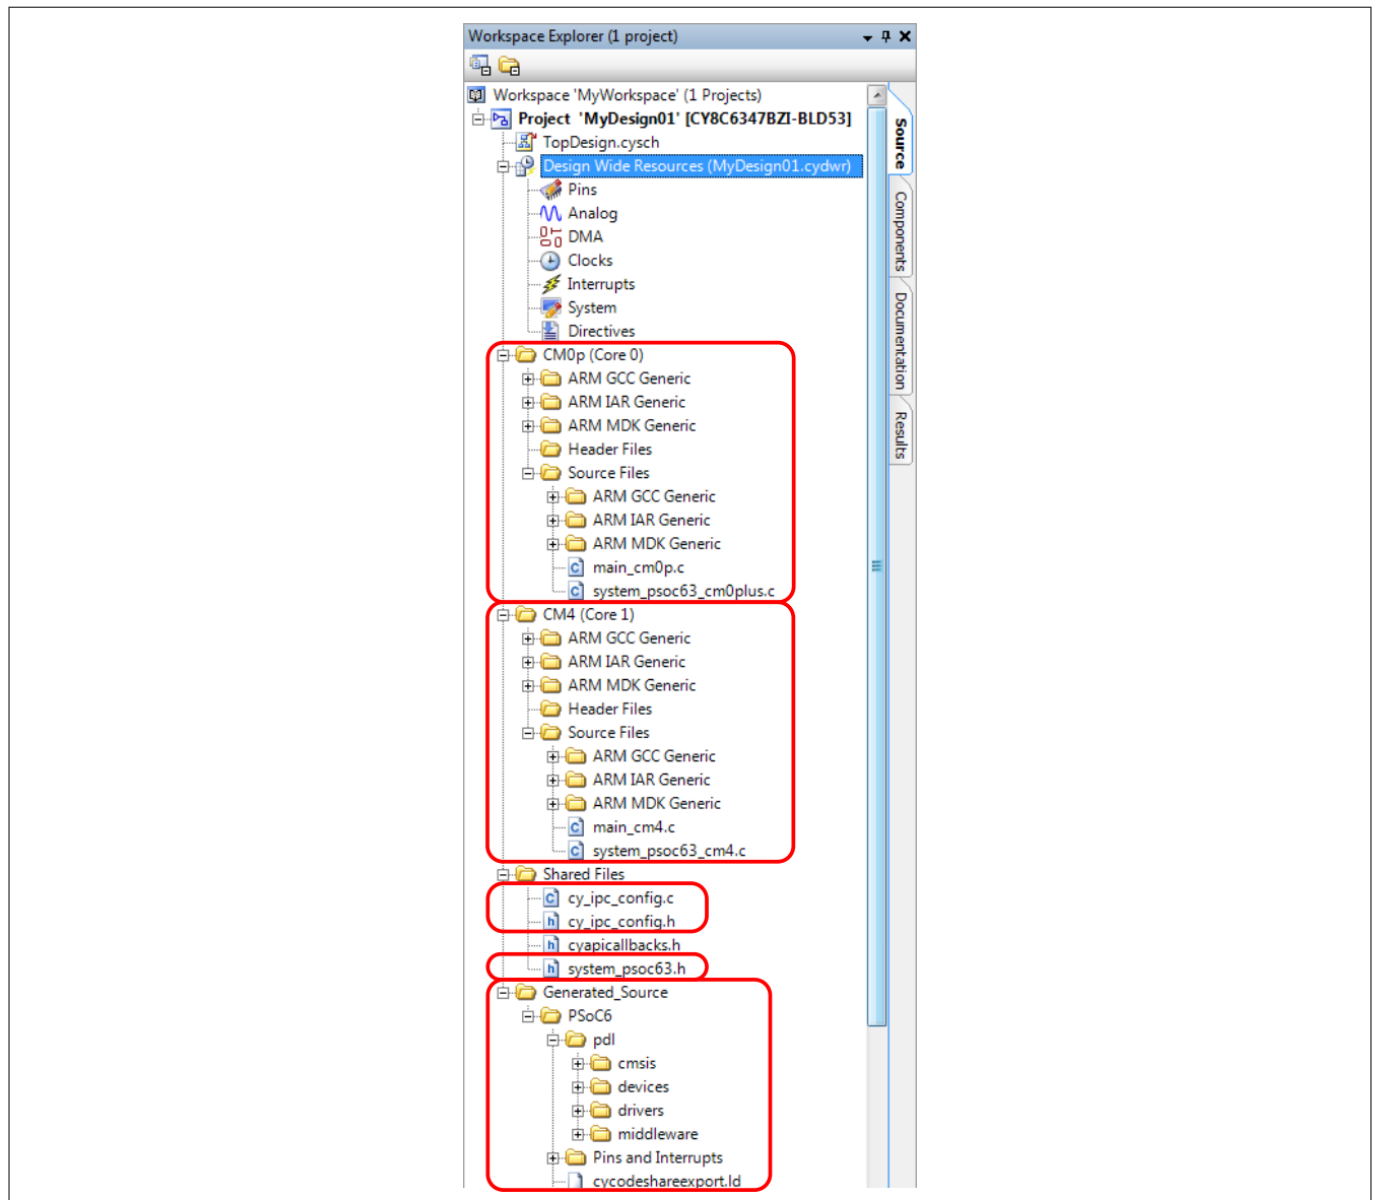 Workspace Explorer (1 project)
Workspace 'MyWorkspace' (1 Projects)
Project 'MyDesign01' [CY8C6347BZI-BLD53]
TopDesign.cysch
Design Wide Resources (MyDesign01.cydwr)
Pins
Analog
DMA
Clocks
Interrupts
System
Directives
CM0p (Core 0)
ARM GCC Generic
ARM IAR Generic
ARM MDK Generic
Header Files
Source Files
ARM GCC Generic
ARM IAR Generic
ARM MDK Generic
main_cm0p.c
system_psoc63_cm0plus.c
CM4 (Core 1)
ARM GCC Generic
ARM IAR Generic
ARM MDK Generic
Header Files
Source Files
ARM GCC Generic
ARM IAR Generic
ARM MDK Generic
main_cm4.c
system_psoc63_cm4.c
Shared Files
cy_ipc_config.c
cy_ipc_config.h
cyapicallbacks.h
system_psoc63.h
Generated_Source
PSoC6
pdl
cmsis
devices
drivers
middleware
Pins and Interrupts
cycodeshareexport.ld
Source
Components
Documentation
Results